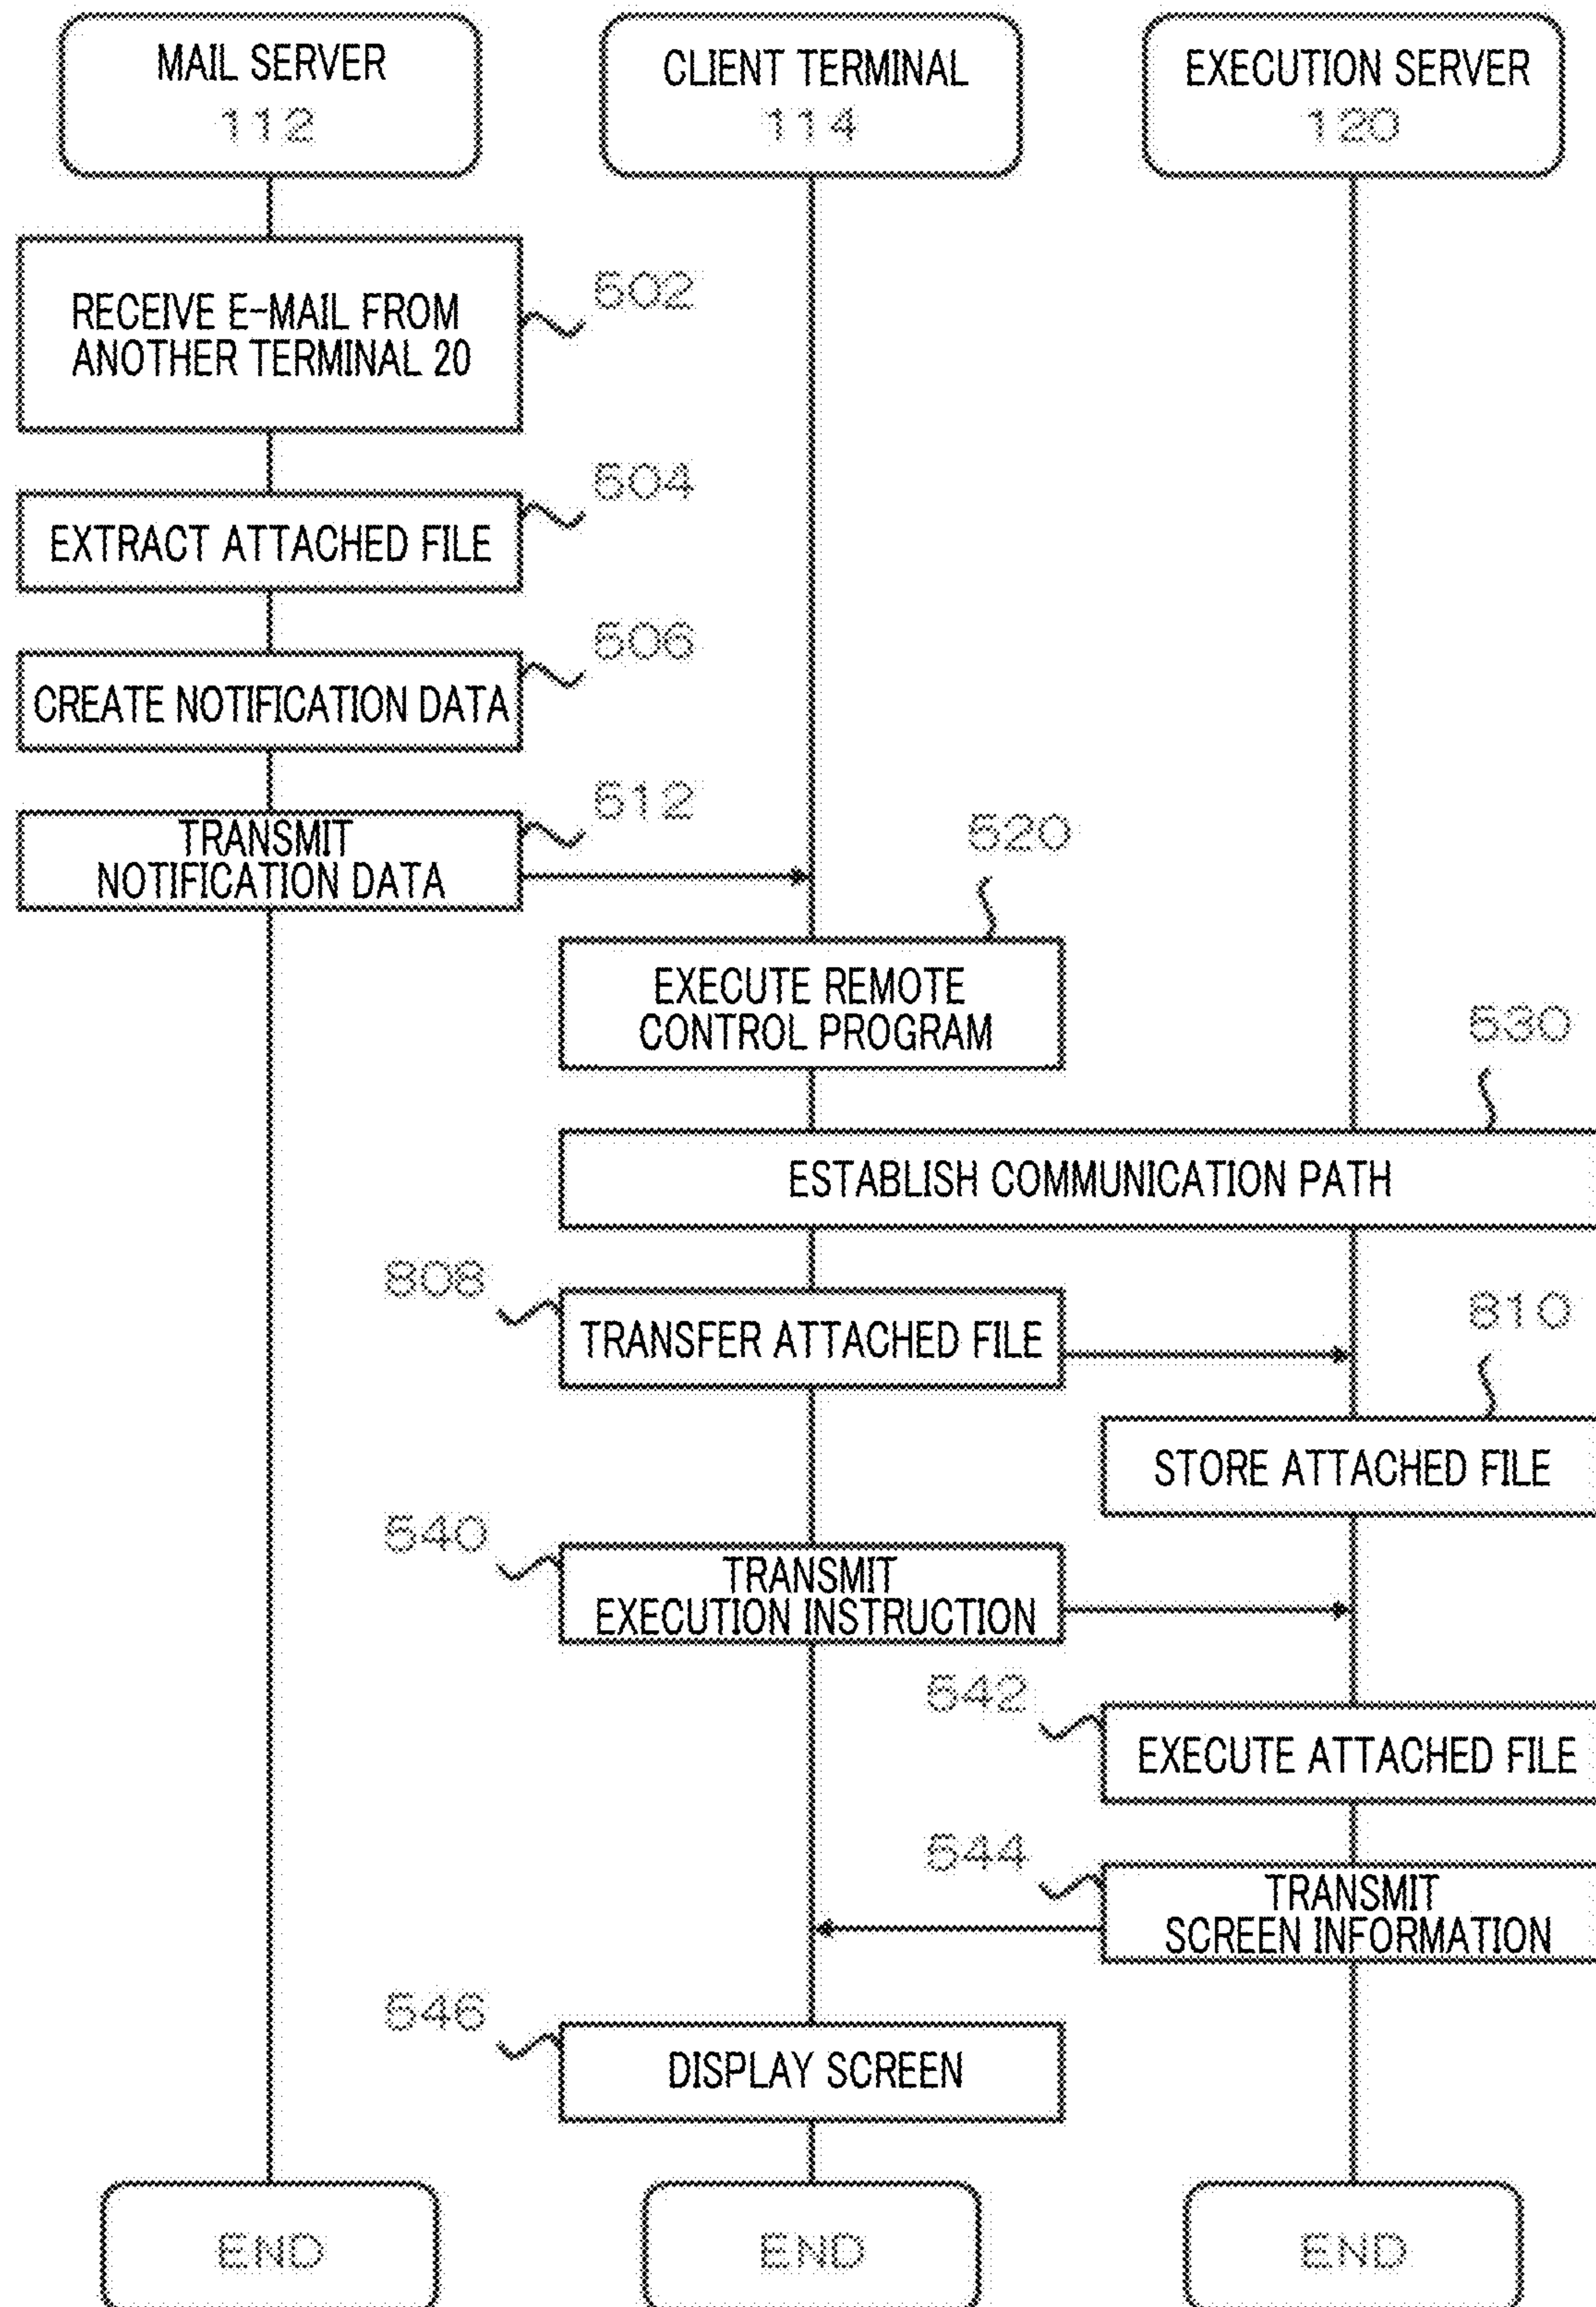 MAIL SERVER
112
CLIENT TERMINAL
114
EXECUTION SERVER
120
RECEIVE E-MAIL FROM
ANOTHER TERMINAL 20
502
EXTRACT ATTACHED FILE
504
CREATE NOTIFICATION DATA
506
TRANSMIT
NOTIFICATION DATA
512
520
EXECUTE REMOTE
CONTROL PROGRAM
530
ESTABLISH COMMUNICATION PATH
808
TRANSFER ATTACHED FILE
810
STORE ATTACHED FILE
540
TRANSMIT
EXECUTION INSTRUCTION
542
EXECUTE ATTACHED FILE
544
TRANSMIT
SCREEN INFORMATION
546
DISPLAY SCREEN
END
END
END